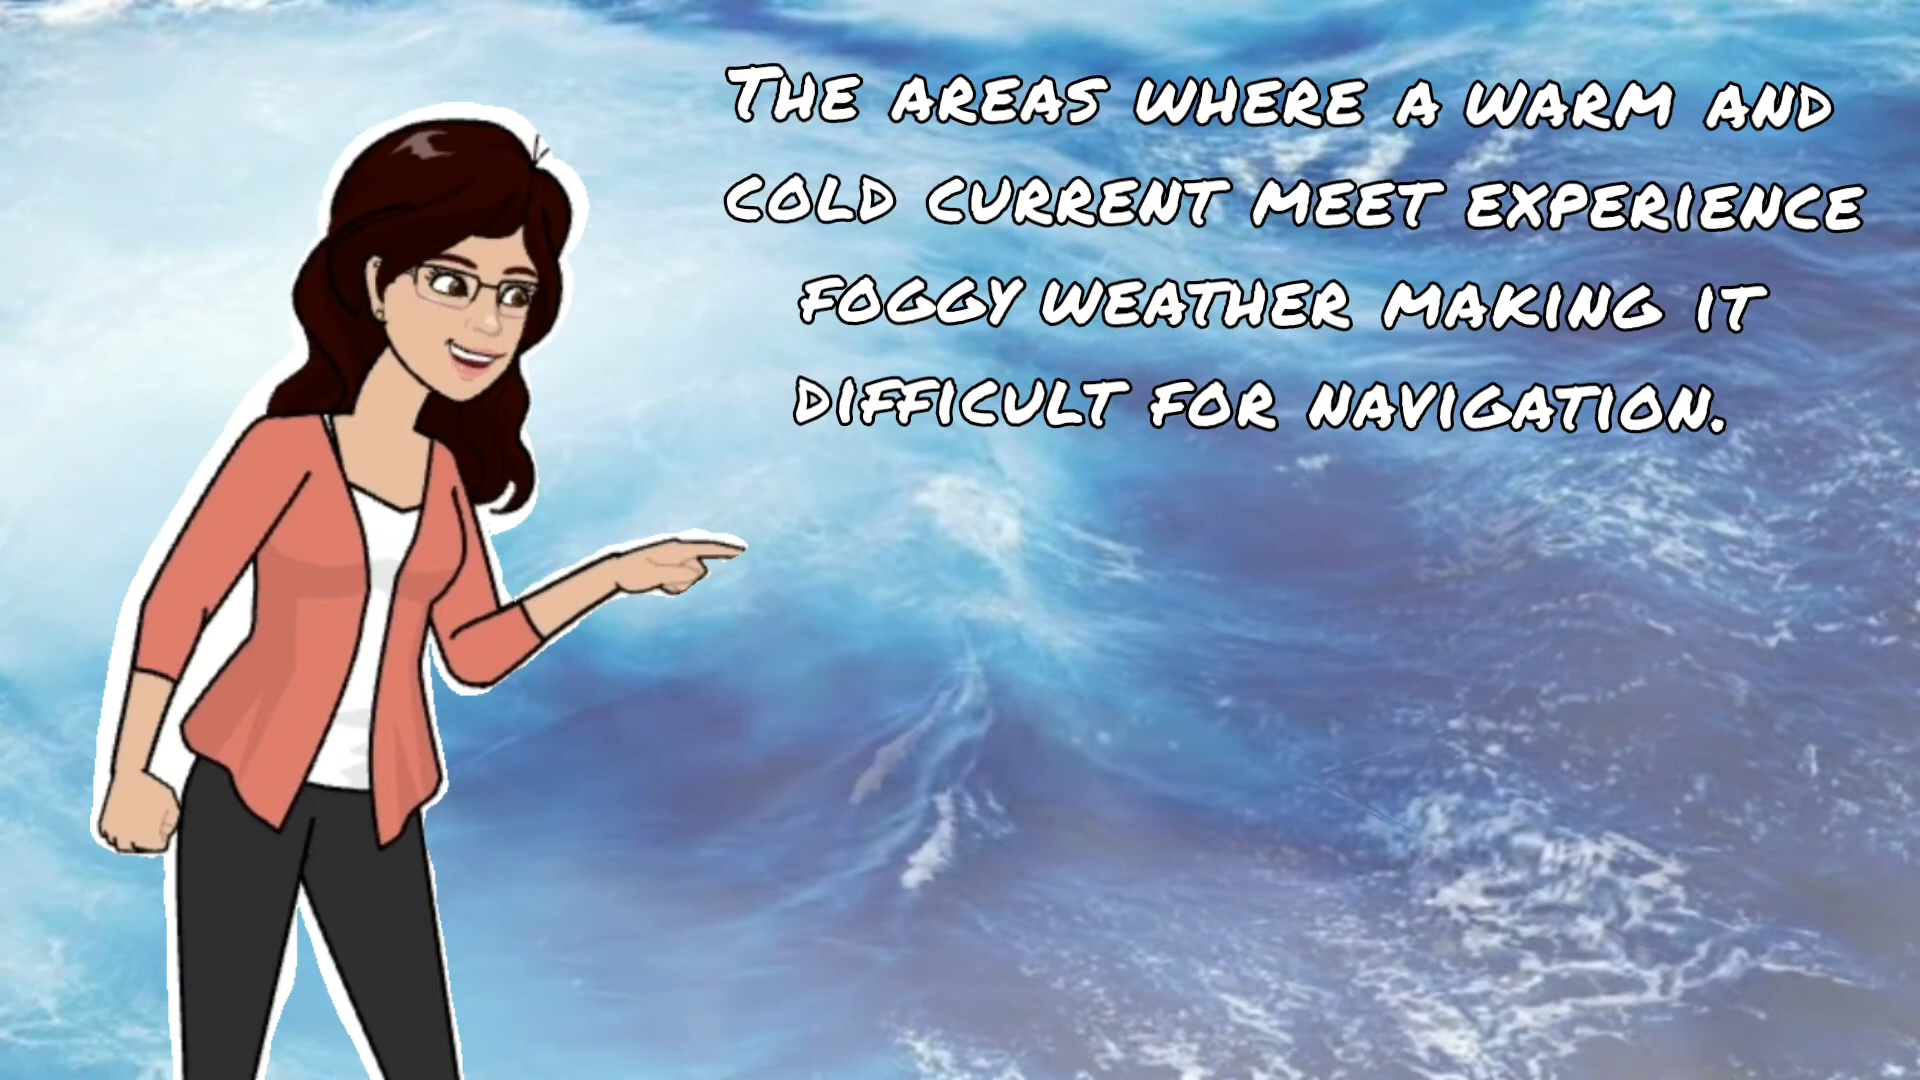 THE AREAS WHERE A WARM AND
COLD CURRENT MEET EXPERIENCE
FOGGY WEATHER MAKING IT
DIFFICULT FOR NAVIGATION.